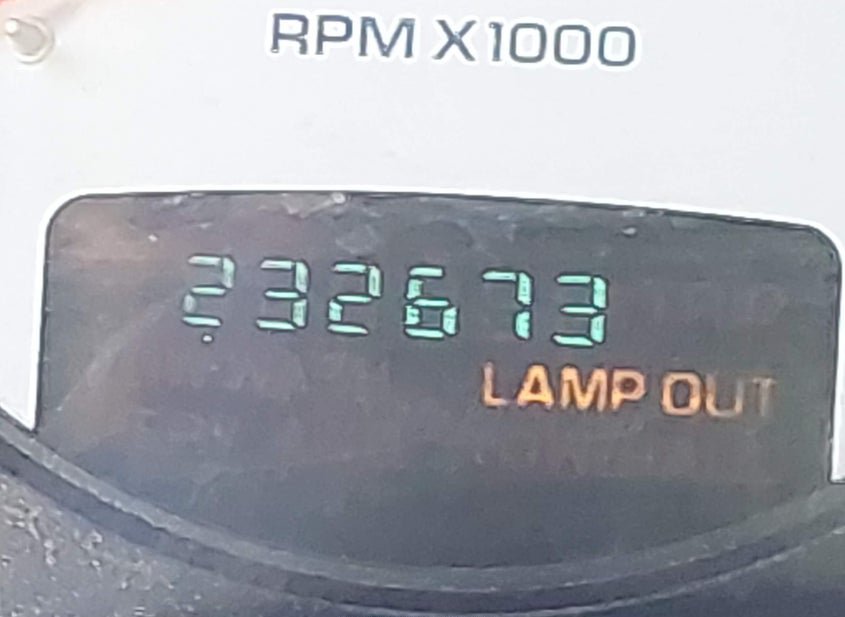 RPM X1000
232673
LAMP OUT